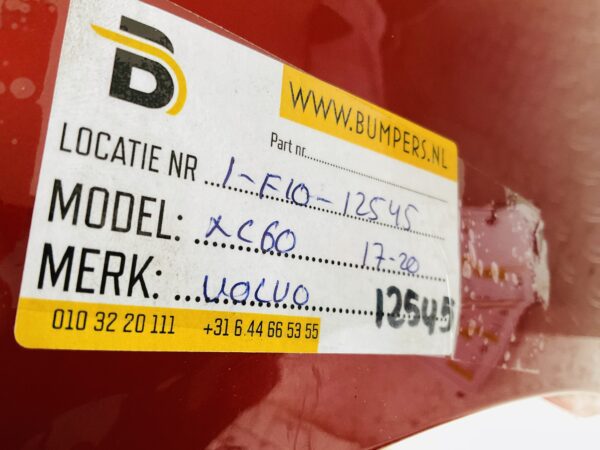 B
WWW.BUMPERS.NL
Part nr.
LOCATIE NR 1-F10-12545
MODEL: XC60 17-20
MERK: VOLVO 12545
010 32 20 111 +31 6 44 66 53 55